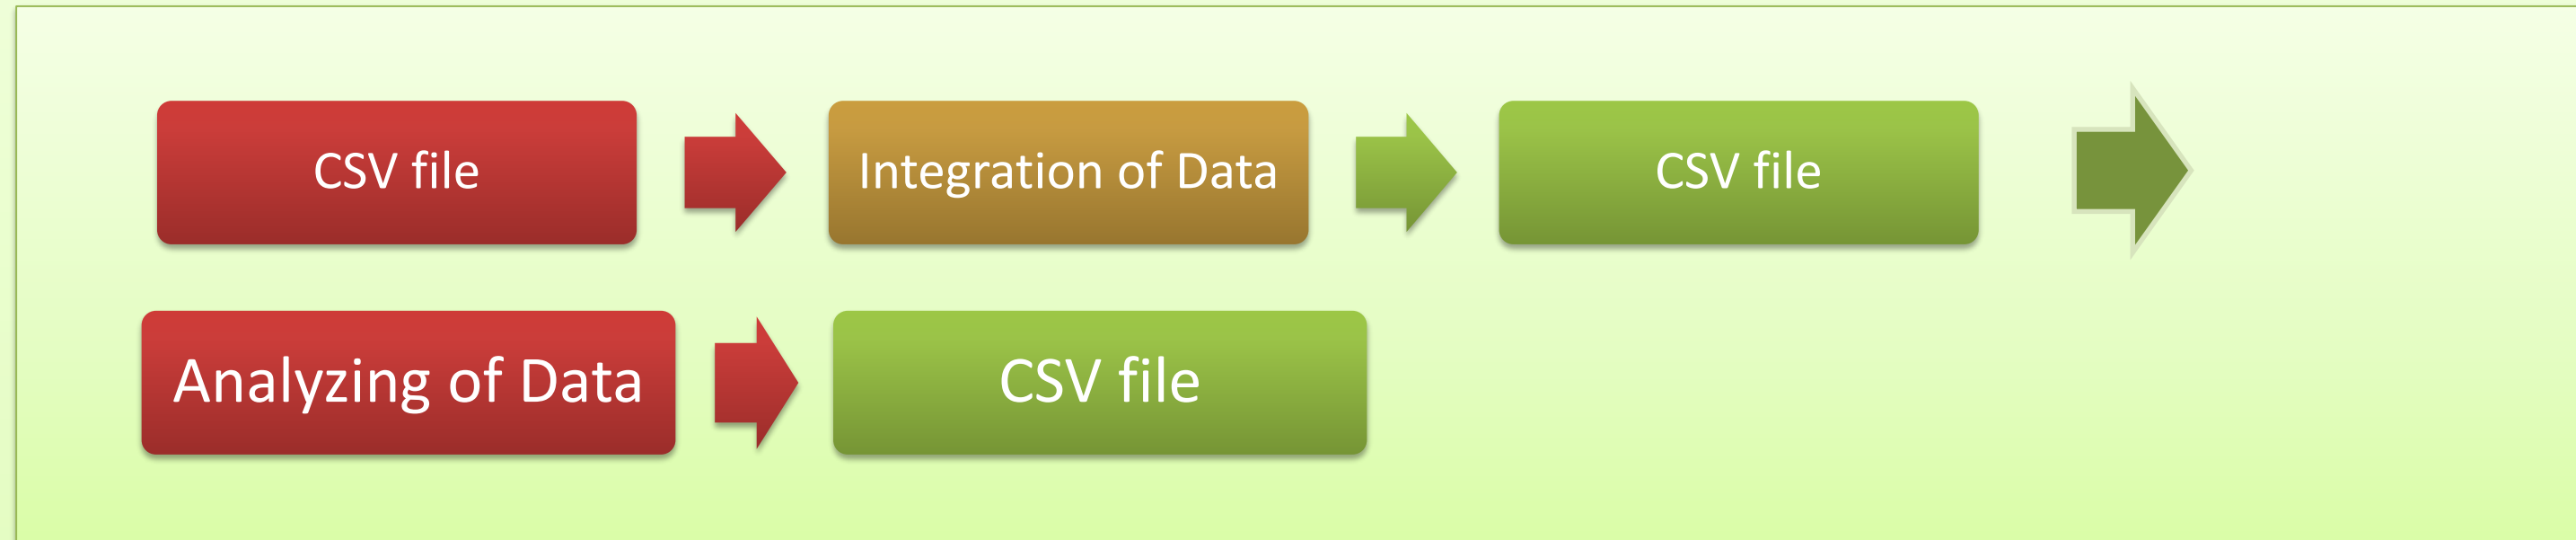 CSV file
Integration of Data
CSV file
Analyzing of Data
CSV file